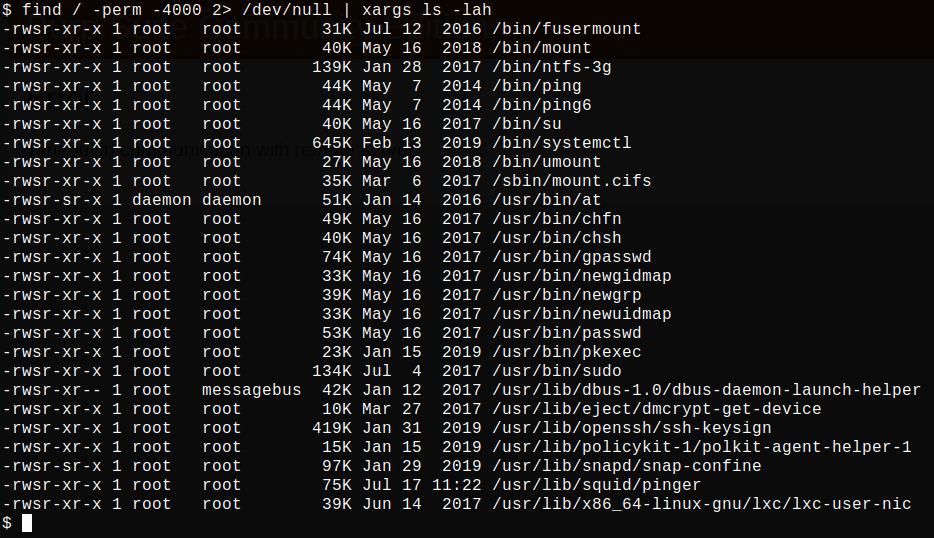 $ find / -perm -4000 2> /dev/null | xargs ls -lah
-rwsr-xr-x 1 root   root        31K Jul 12  2016 /bin/fusermount
-rwsr-xr-x 1 root   root        40K May 16  2018 /bin/mount
-rwsr-xr-x 1 root   root       139K Jan 28  2017 /bin/ntfs-3g
-rwsr-xr-x 1 root   root        44K May  7  2014 /bin/ping
-rwsr-xr-x 1 root   root        44K May  7  2014 /bin/ping6
-rwsr-xr-x 1 root   root        40K May 16  2017 /bin/su
-rwsr-xr-x 1 root   root       645K Feb 13  2019 /bin/systemctl
-rwsr-xr-x 1 root   root        27K May 16  2018 /bin/umount
-rwsr-xr-x 1 root   root        35K Mar  6  2017 /sbin/mount.cifs
-rwsr-sr-x 1 daemon daemon      51K Jan 14  2016 /usr/bin/at
-rwsr-xr-x 1 root   root        49K May 16  2017 /usr/bin/chfn
-rwsr-xr-x 1 root   root        40K May 16  2017 /usr/bin/chsh
-rwsr-xr-x 1 root   root        74K May 16  2017 /usr/bin/gpasswd
-rwsr-xr-x 1 root   root        33K May 16  2017 /usr/bin/newgidmap
-rwsr-xr-x 1 root   root        39K May 16  2017 /usr/bin/newgrp
-rwsr-xr-x 1 root   root        33K May 16  2017 /usr/bin/newuidmap
-rwsr-xr-x 1 root   root        53K May 16  2017 /usr/bin/passwd
-rwsr-xr-x 1 root   root        23K Jan 15  2019 /usr/bin/pkexec
-rwsr-xr-x 1 root   root       134K Jul  4  2017 /usr/bin/sudo
-rwsr-xr-- 1 root   messagebus  42K Jan 12  2017 /usr/lib/dbus-1.0/dbus-daemon-launch-helper
-rwsr-xr-x 1 root   root        10K Mar 27  2017 /usr/lib/eject/dmcrypt-get-device
-rwsr-xr-x 1 root   root       419K Jan 31  2019 /usr/lib/openssh/ssh-keysign
-rwsr-xr-x 1 root   root        15K Jan 15  2019 /usr/lib/policykit-1/polkit-agent-helper-1
-rwsr-sr-x 1 root   root        97K Jan 29  2019 /usr/lib/snapd/snap-confine
-rwsr-xr-x 1 root   root        75K Jul 17 11:22 /usr/lib/squid/pinger
-rwsr-xr-x 1 root   root        39K Jun 14  2017 /usr/lib/x86_64-linux-gnu/lxc/lxc-user-nic
$